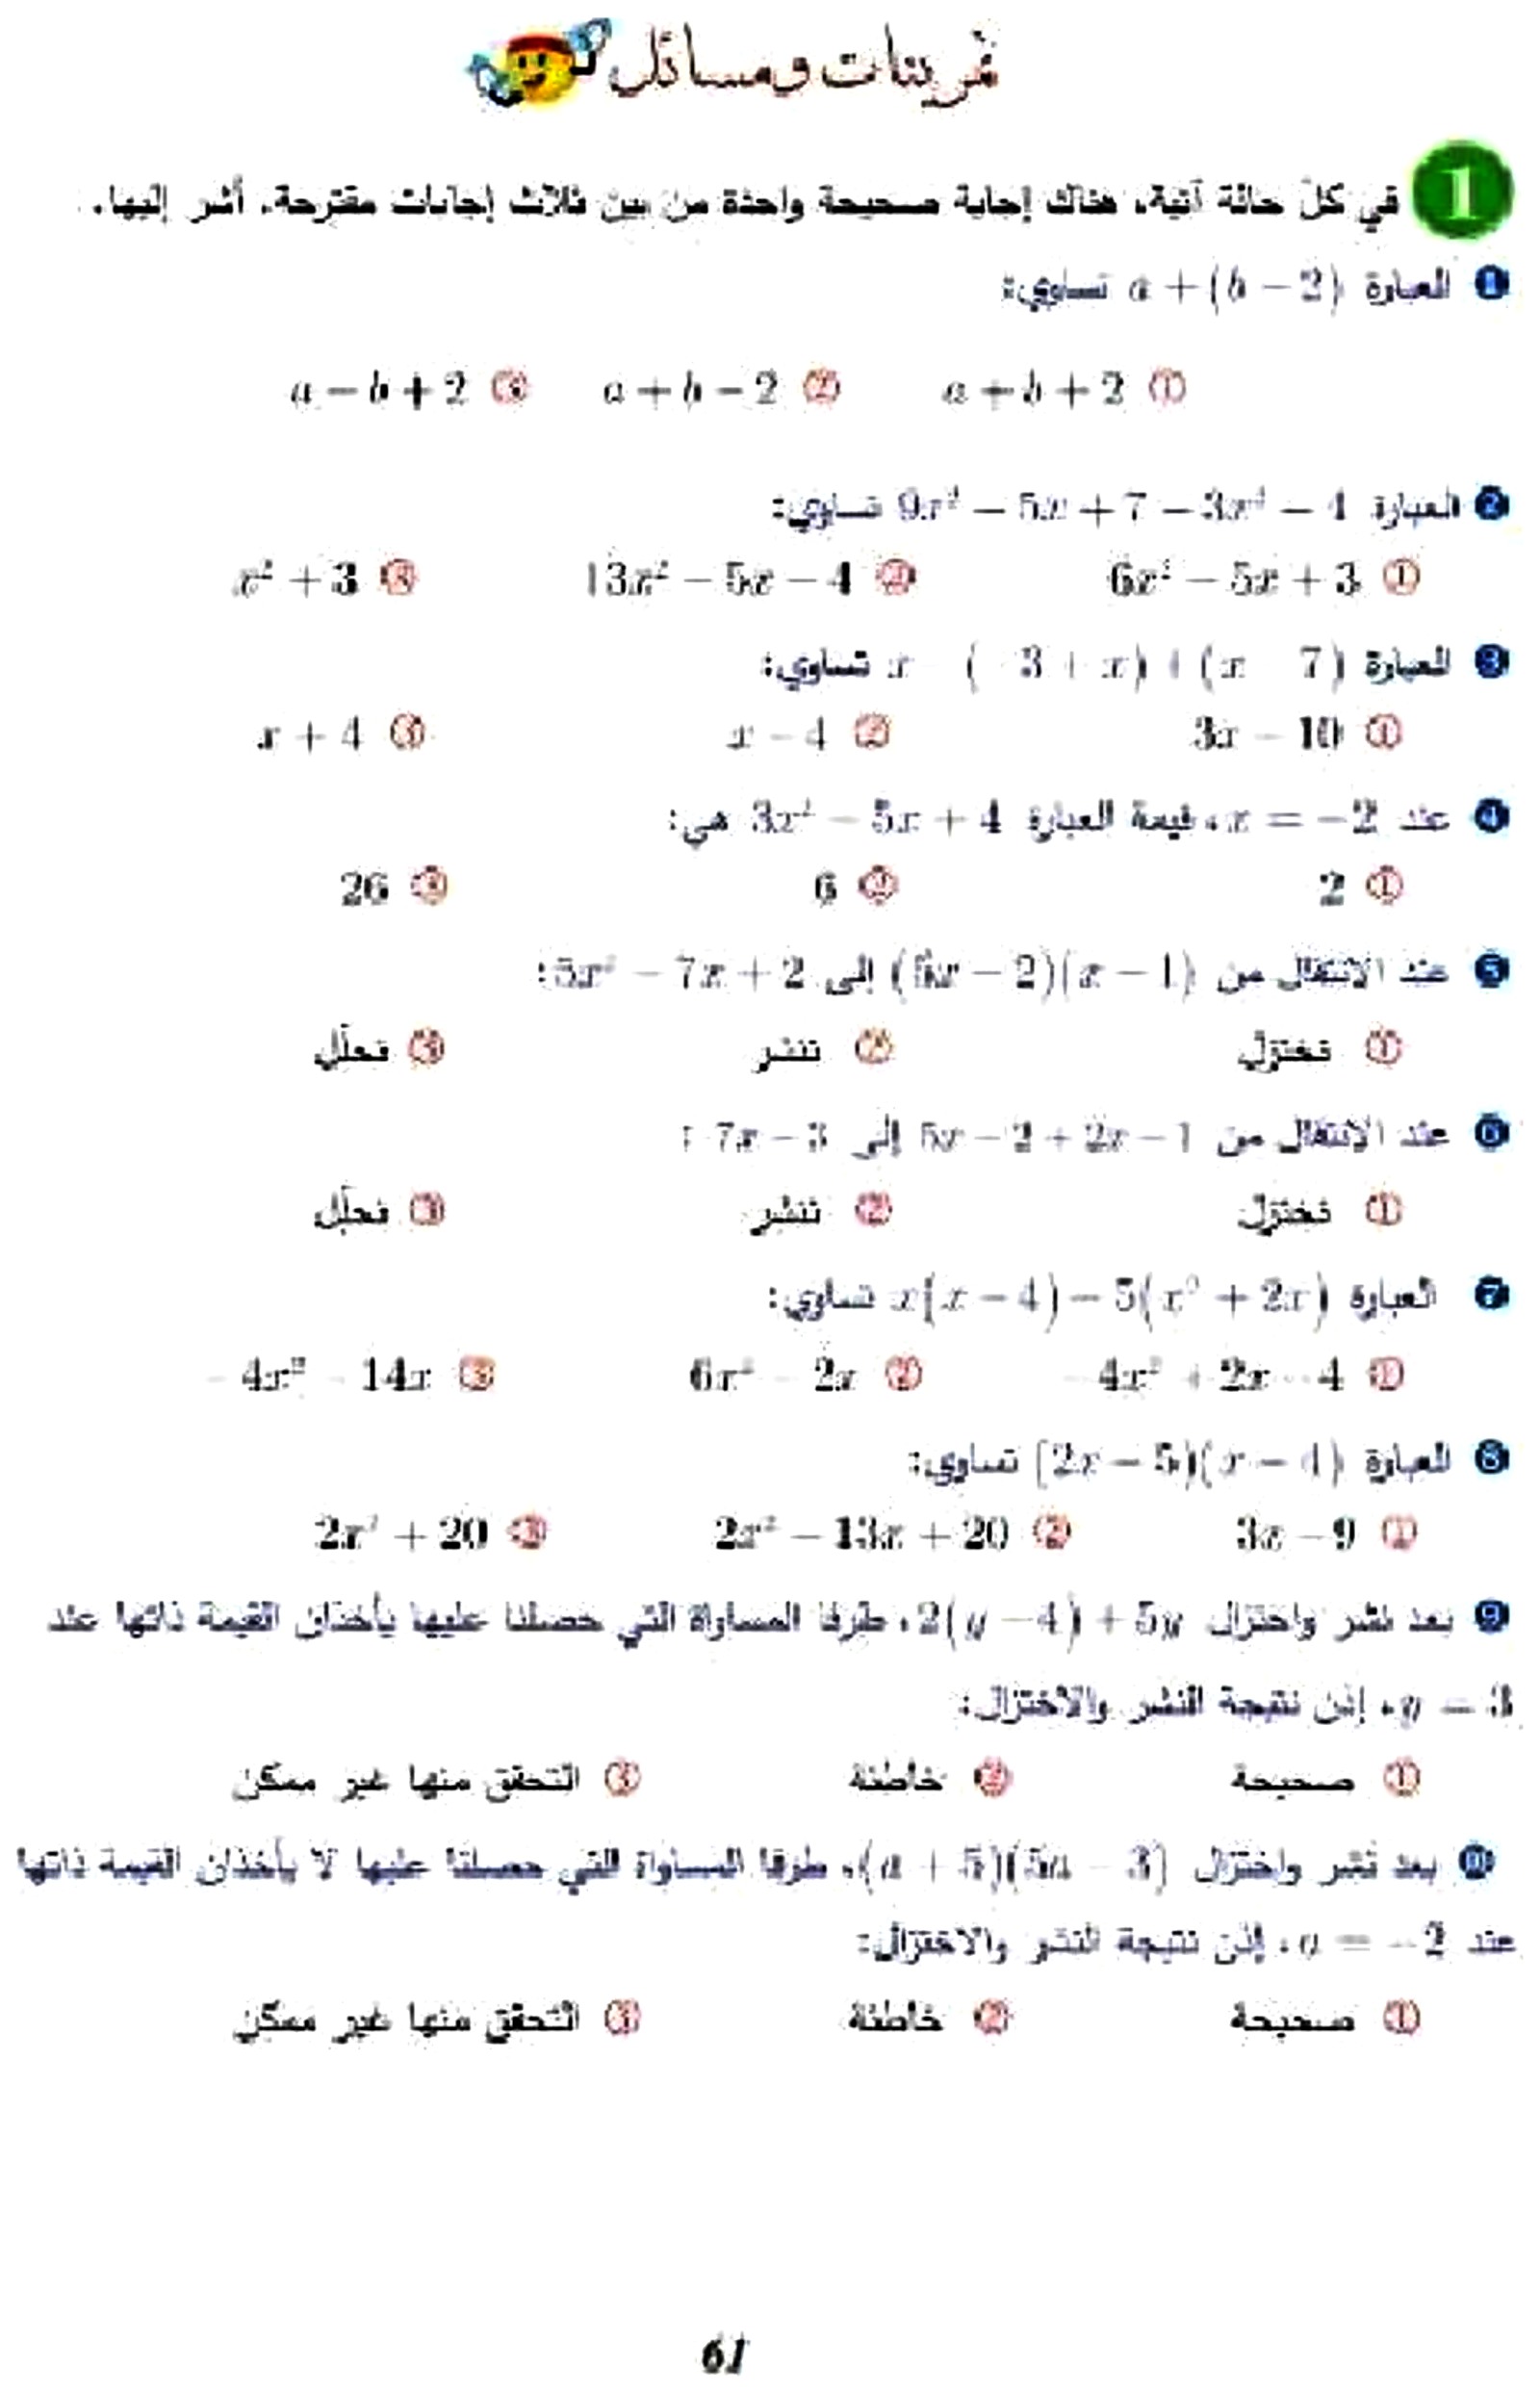 تمرينات ومسائل
1 في كلّ حالة آتية، هناك إجابة صحيحة واحدة من بين ثلاث إجابات مقترحة. أشر إليها.
❶ العبارة a + (b − 2) تساوي:
① a + b + 2 ② a + b − 2 ③ a − b + 2
❷ العبارة 9x² − 5x + 7 − 3x² − 4 تساوي:
① 6x² − 5x + 3 ② 13x² − 5x − 4 ③ x² + 3
❸ العبارة x − (−3 + x) + (x − 7) تساوي:
① 3x − 10 ② x − 4 ③ x + 4
❹ عند x = −2، قيمة العبارة 3x² − 5x + 4 هي:
① 2 ② 6 ③ 26
❺ عند الانتقال من (5x − 2)(x − 1) إلى 5x² − 7x + 2:
① نختزل ② ننشر ③ نحلّل
❻ عند الانتقال من 5x − 2 + 2x − 1 إلى 7x − 3 :
① نختزل ② ننشر ③ نحلّل
❼ العبارة x(x − 4) − 5(x² + 2x) تساوي:
① −4x² + 2x − 4 ② 6x² − 2x ③ −4x² − 14x
❽ العبارة (2x − 5)(x − 4) تساوي:
① 3x − 9 ② 2x² − 13x + 20 ③ 2x² + 20
❾ بعد نشر واختزال 2(y − 4) + 5y، طرفا المساواة التي حصلنا عليها يأخذان القيمة ذاتها عند
y = 3، إذن نتيجة النشر والاختزال:
① صحيحة ② خاطئة ③ التحقق منها غير ممكن
❿ بعد نشر واختزال (a + 5)(5a − 3)، طرفا المساواة التي حصلنا عليها لا يأخذان القيمة ذاتها
عند a = −2، إذن نتيجة النشر والاختزال:
① صحيحة ② خاطئة ③ التحقق منها غير ممكن
61